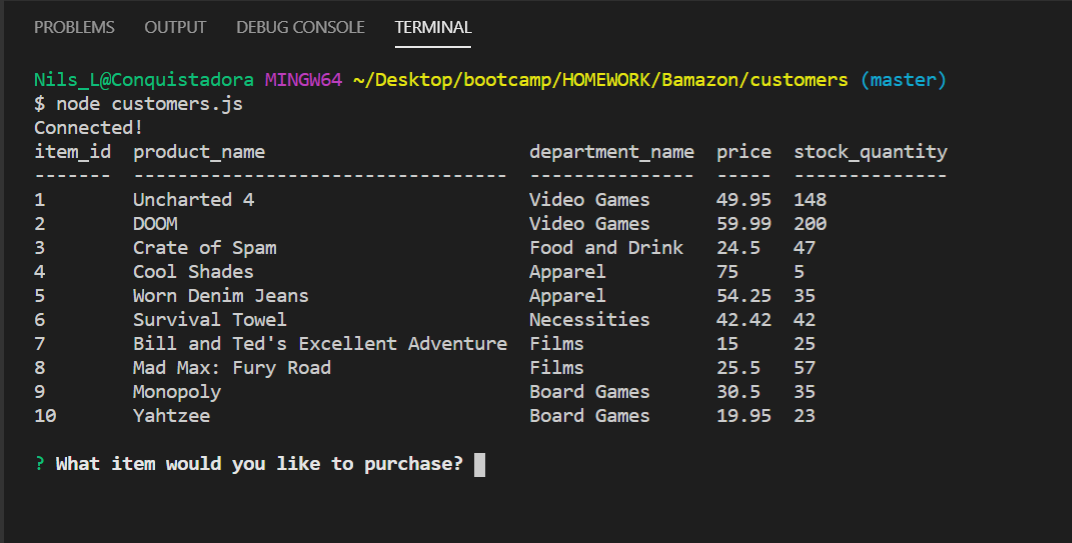 PROBLEMS OUTPUT DEBUG CONSOLE TERMINAL
Nils_L@Conquistadora MINGW64 ~/Desktop/bootcamp/HOMEWORK/Bamazon/customers (master)
$ node customers.js
Connected!
item_id  product_name                        department_name  price  stock_quantity
-------  ----------------------------------  ---------------  -----  --------------
1        Uncharted 4                         Video Games      49.95  148
2        DOOM                                Video Games      59.99  200
3        Crate of Spam                       Food and Drink   24.5   47
4        Cool Shades                         Apparel          75     5
5        Worn Denim Jeans                    Apparel          54.25  35
6        Survival Towel                      Necessities      42.42  42
7        Bill and Ted's Excellent Adventure  Films            15     25
8        Mad Max: Fury Road                  Films            25.5   57
9        Monopoly                            Board Games      30.5   35
10       Yahtzee                             Board Games      19.95  23
? What item would you like to purchase?